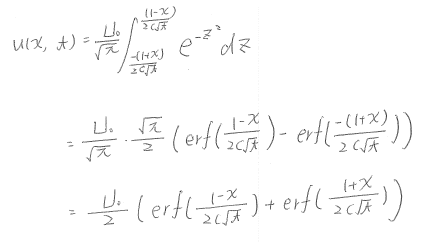 u(x, t) = U₀/√π ∫_{-(1+x)/2c√t}^{(1-x)/2c√t} e^{-z²} dz
= U₀/√π · √π/2 (erf((1-x)/2c√t) - erf(-(1+x)/2c√t))
= U₀/2 (erf((1-x)/2c√t) + erf((1+x)/2c√t))